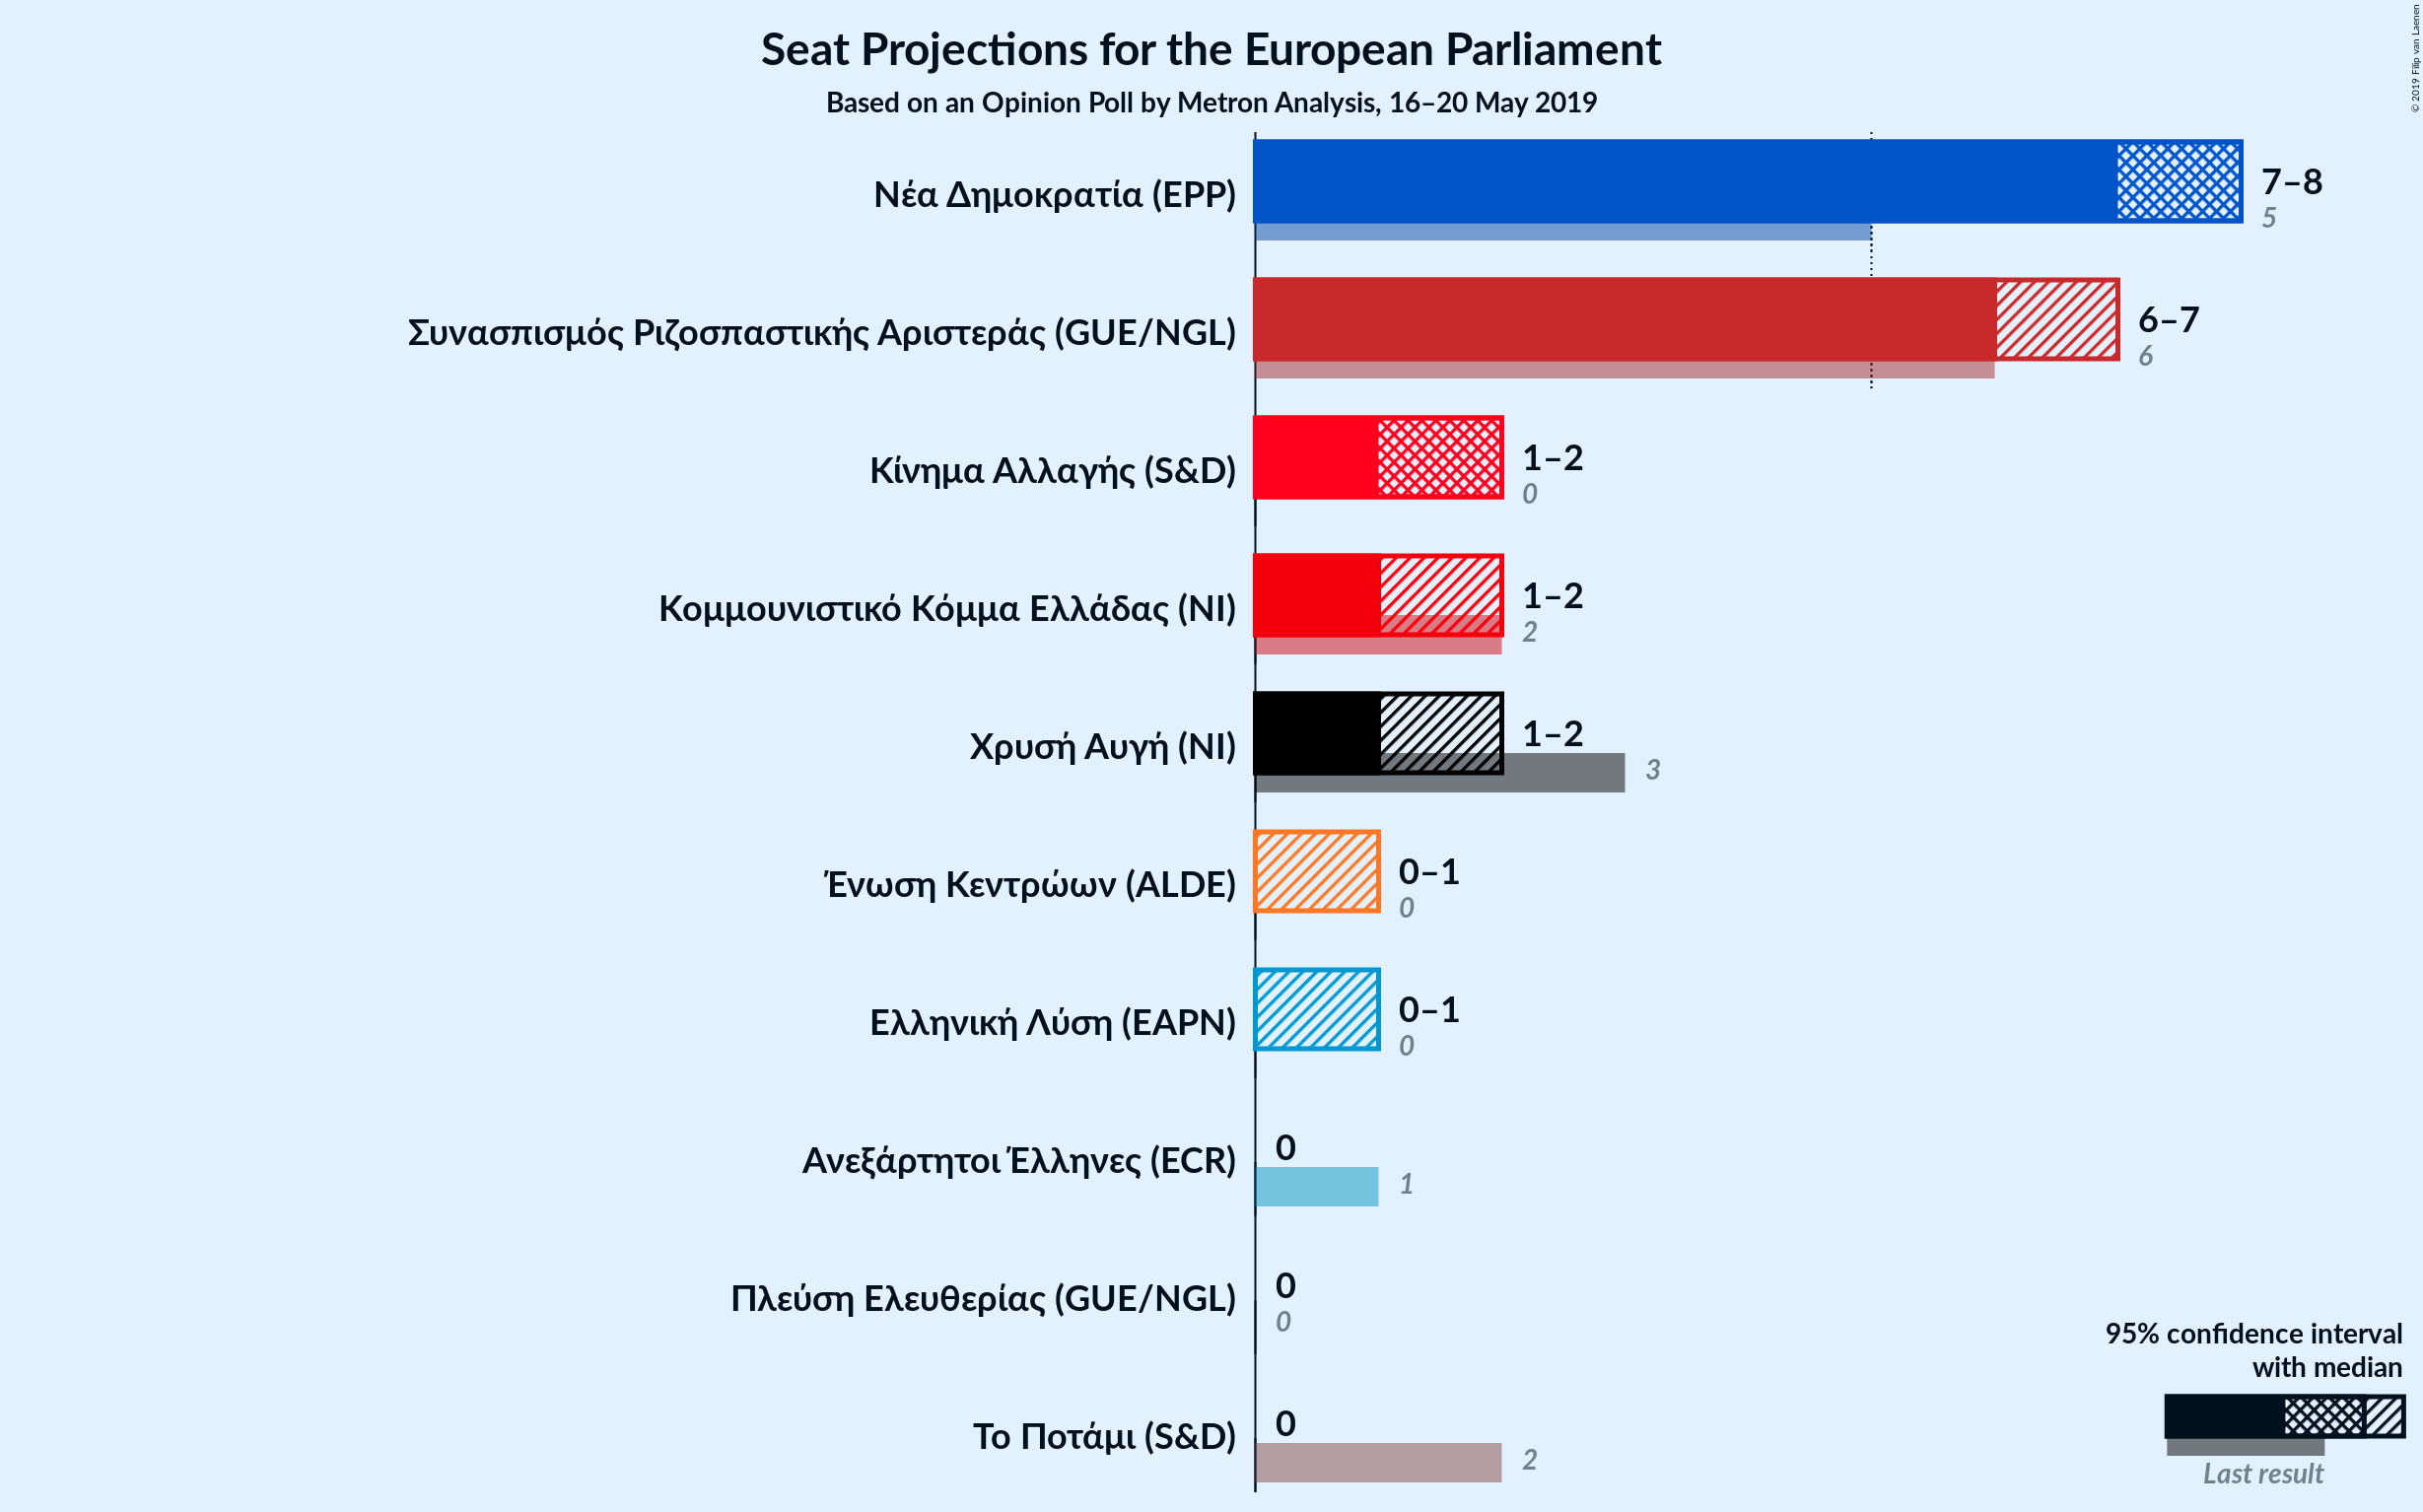 Seat Projections for the European Parliament
Based on an Opinion Poll by Metron Analysis, 16–20 May 2019
© 2019 Filip van Laenen
Νέα Δημοκρατία (EPP)
7–8
5
Συνασπισμός Ριζοσπαστικής Αριστεράς (GUE/NGL)
6–7
6
Κίνημα Αλλαγής (S&D)
1–2
0
Κομμουνιστικό Κόμμα Ελλάδας (NI)
1–2
2
Χρυσή Αυγή (NI)
1–2
3
Ένωση Κεντρώων (ALDE)
0–1
0
Ελληνική Λύση (EAPN)
0–1
0
Ανεξάρτητοι Έλληνες (ECR)
0
1
Πλεύση Ελευθερίας (GUE/NGL)
0
0
Το Ποτάμι (S&D)
0
2
95% confidence interval
with median
Last result